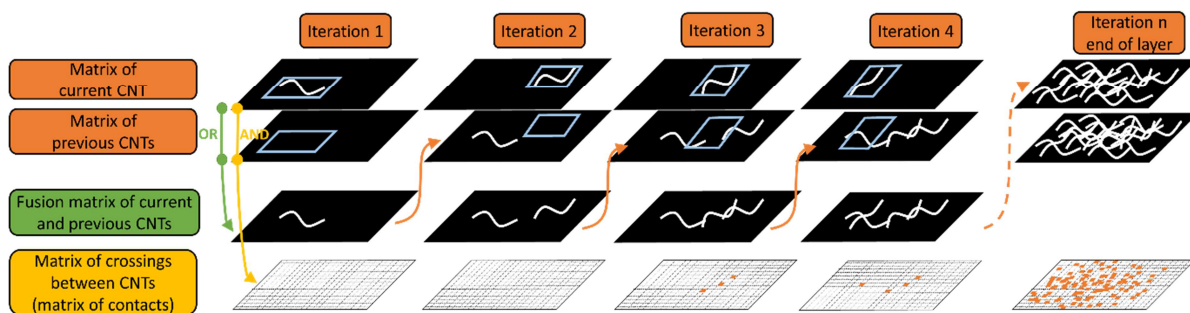 Iteration 1
Iteration 2
Iteration 3
Iteration 4
Iteration n
end of layer
Matrix of
current CNT
Matrix of
previous CNTs
OR
AND
Fusion matrix of current
and previous CNTs
Matrix of crossings
between CNTs
(matrix of contacts)